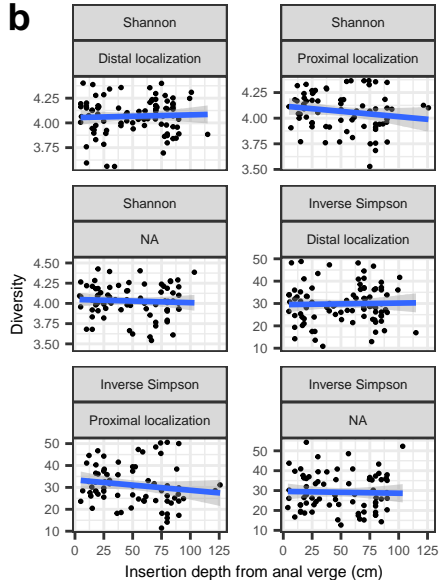 b
Shannon Shannon
Distal localization Proximal localization
4.25 4.25
4.00 4.00
3.75 3.75
3.50
Shannon Inverse Simpson
NA Distal localization
4.50 50
4.25 40
4.00 30
3.75 20
3.50 10
Diversity
Inverse Simpson Inverse Simpson
Proximal localization NA
50 50
40 40
30 30
20 20
10 10
0 25 50 75 100 125 0 25 50 75 100 125
Insertion depth from anal verge (cm)